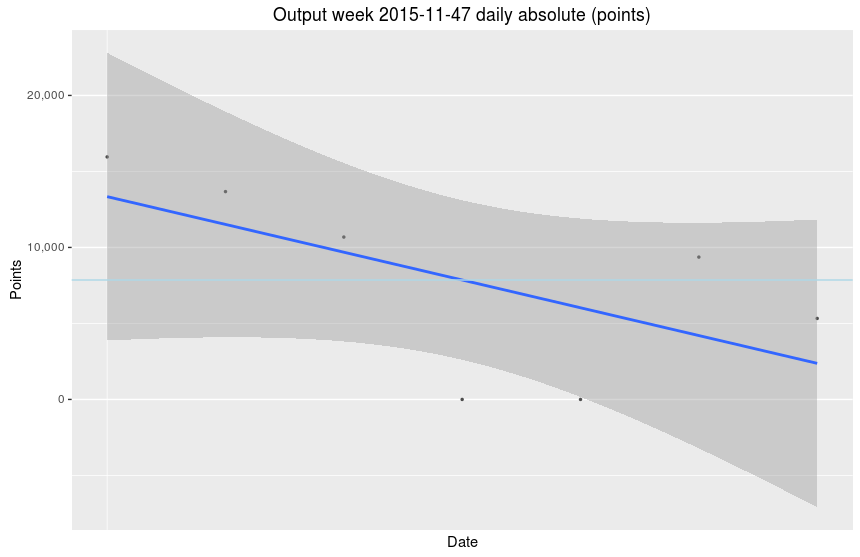 Output week 2015-11-47 daily absolute (points)
20,000
10,000
0
Points
Date